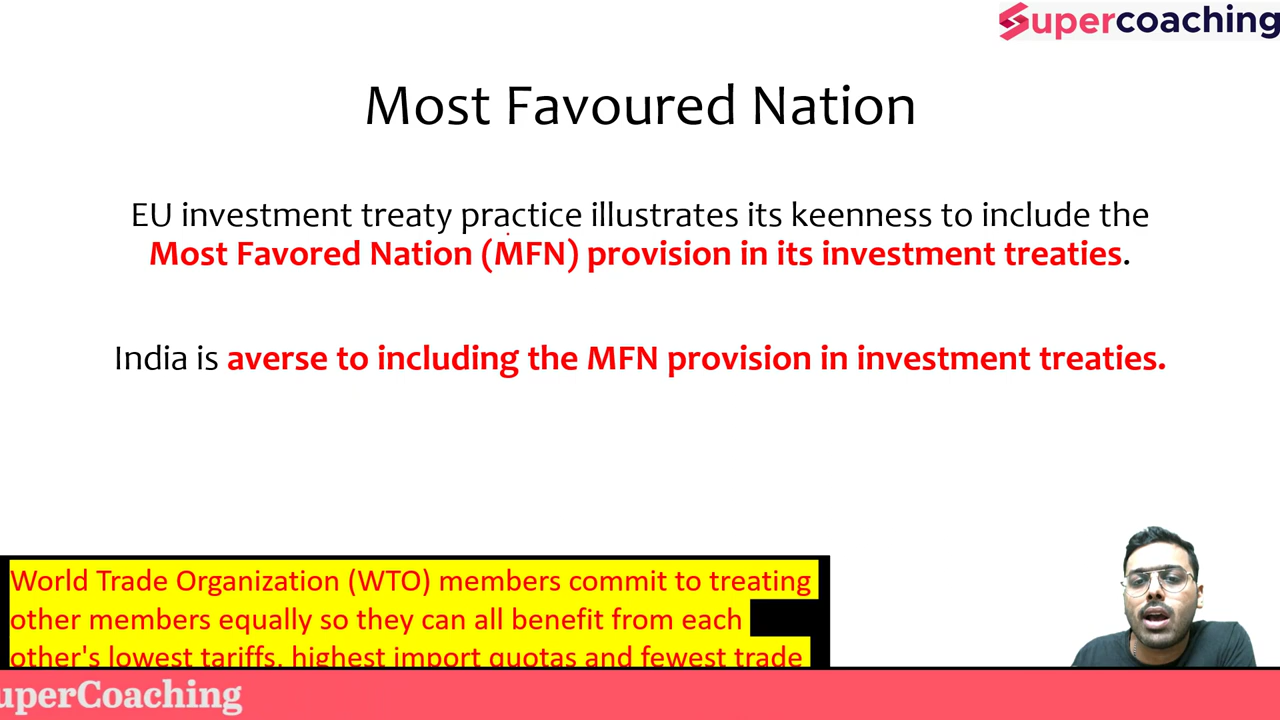 Supercoaching
Most Favoured Nation
EU investment treaty practice illustrates its keenness to include the
Most Favored Nation (MFN) provision in its investment treaties.
India is averse to including the MFN provision in investment treaties.
World Trade Organization (WTO) members commit to treating
other members equally so they can all benefit from each
other's lowest tariffs, highest import quotas and fewest trade
uperCoaching